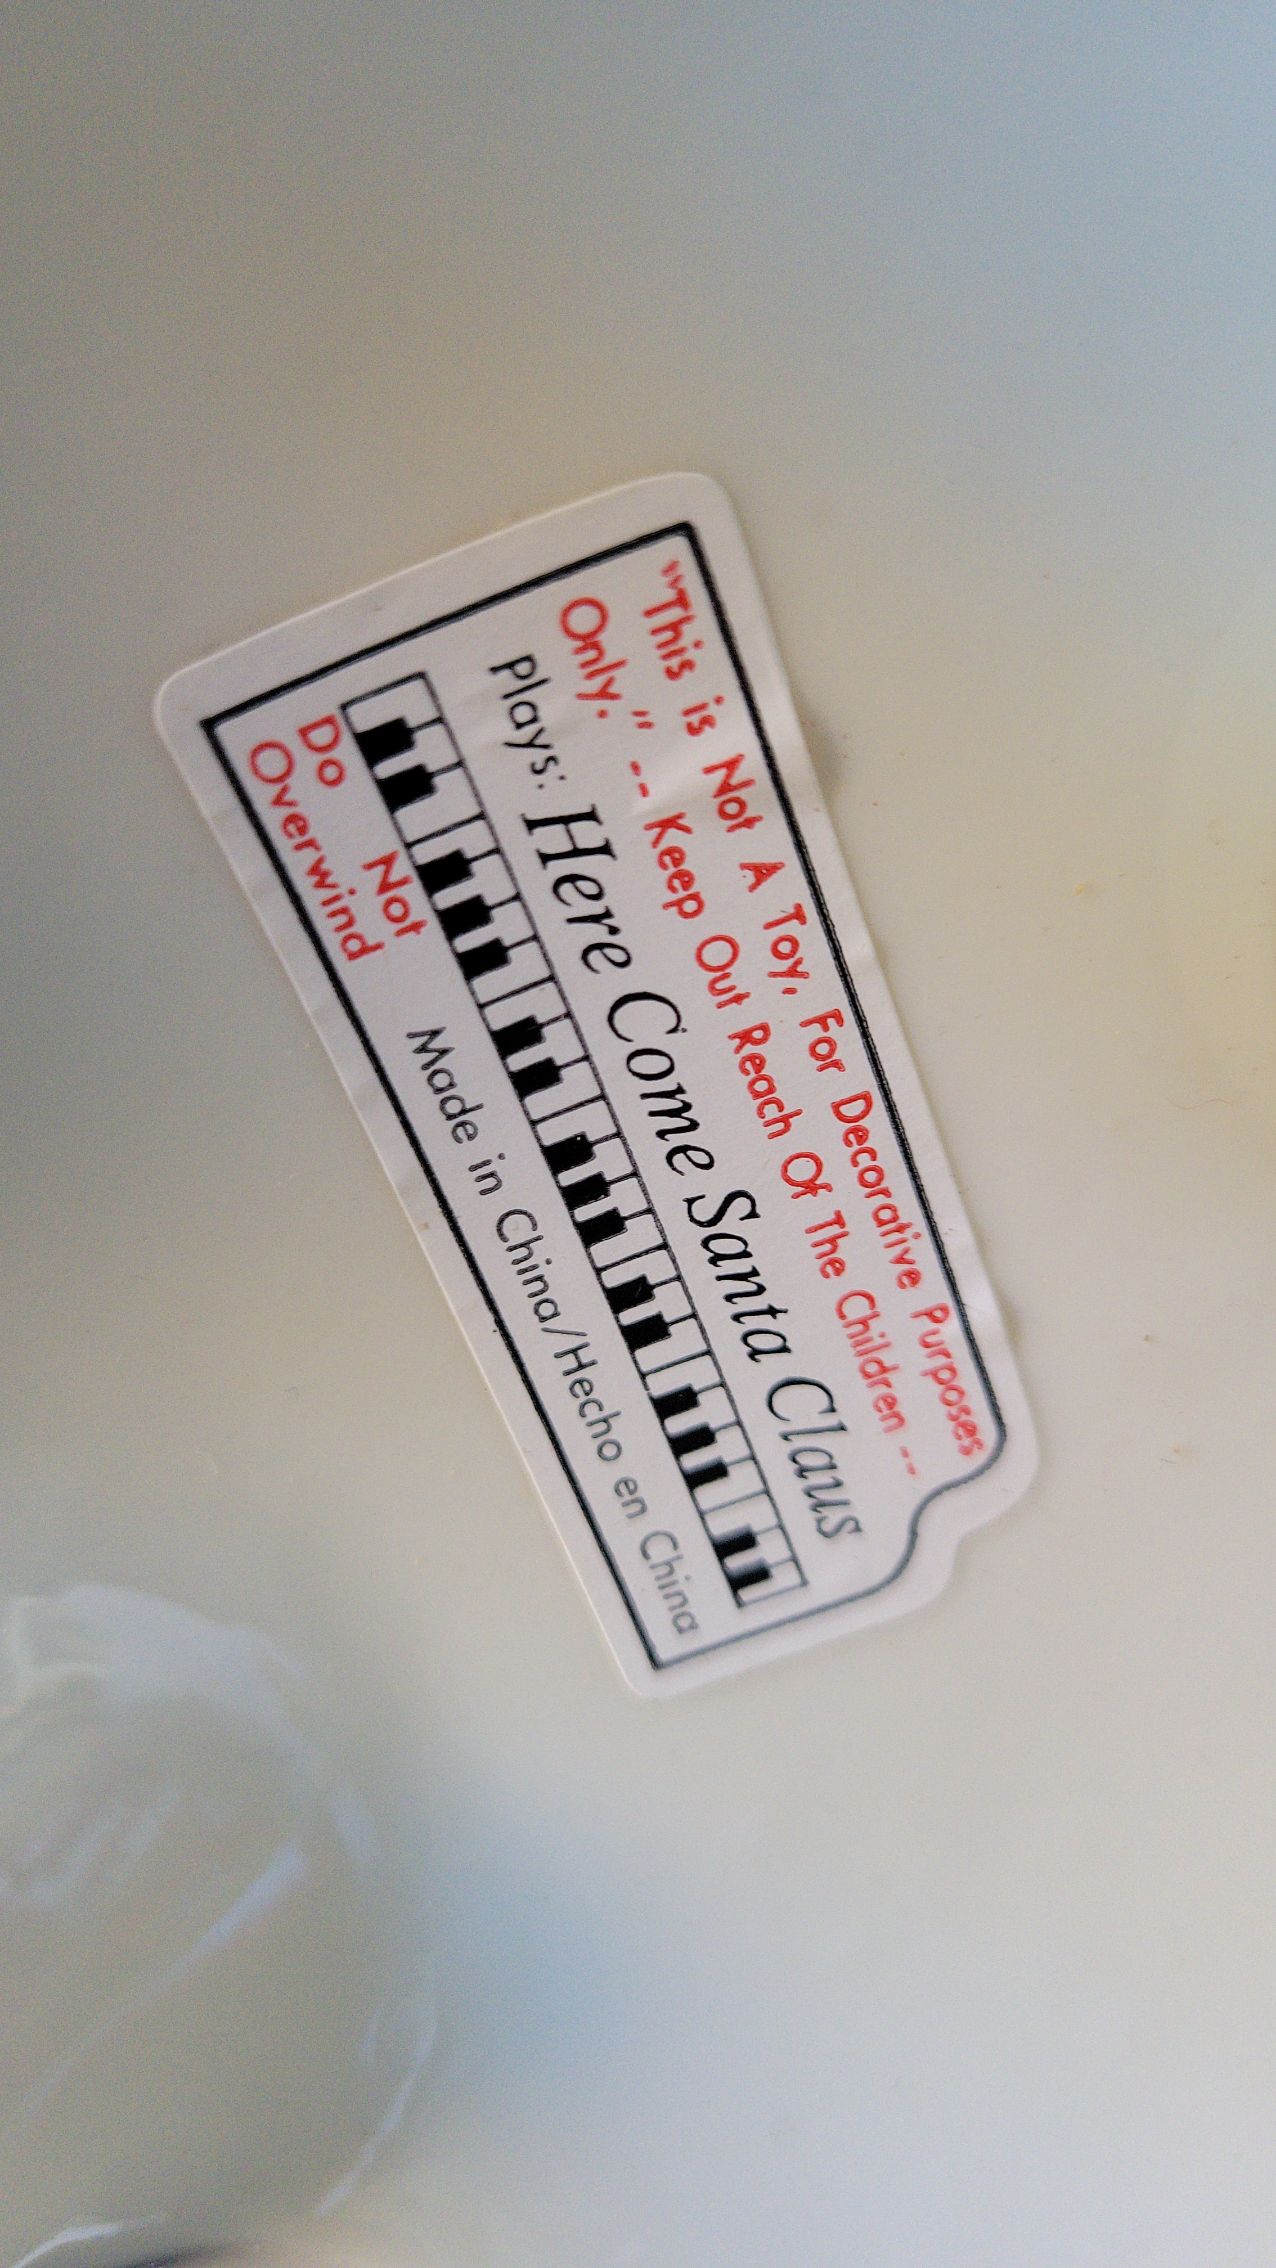 "This is Not A Toy, For Decorative Purposes
Only." -- Keep Out Reach Of The Children --
Plays: Here Come Santa Claus
Do Not
Overwind
Made in China/Hecho en China